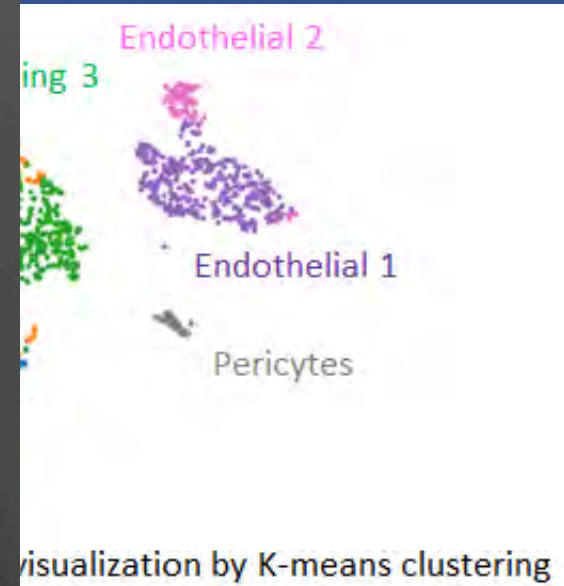 Endothelial 2
ing 3
Endothelial 1
Pericytes
visualization by K-means clustering